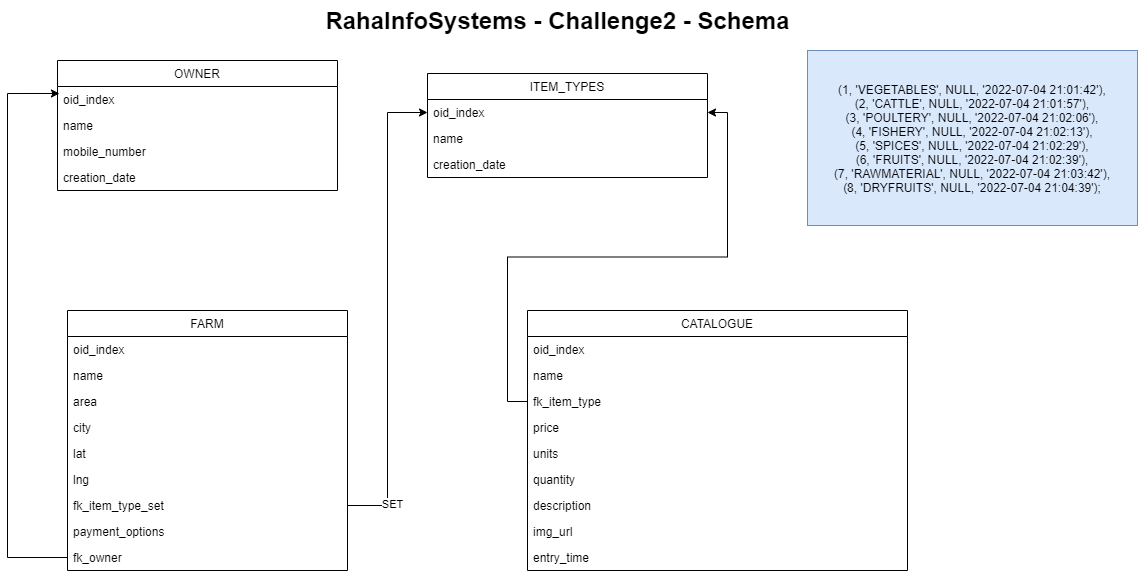 RahaInfoSystems - Challenge2 - Schema
OWNER
oid_index
name
mobile_number
creation_date
ITEM_TYPES
oid_index
name
creation_date
(1, 'VEGETABLES', NULL, '2022-07-04 21:01:42'),
(2, 'CATTLE', NULL, '2022-07-04 21:01:57'),
(3, 'POULTERY', NULL, '2022-07-04 21:02:06'),
(4, 'FISHERY', NULL, '2022-07-04 21:02:13'),
(5, 'SPICES', NULL, '2022-07-04 21:02:29'),
(6, 'FRUITS', NULL, '2022-07-04 21:02:39'),
(7, 'RAWMATERIAL', NULL, '2022-07-04 21:03:42'),
(8, 'DRYFRUITS', NULL, '2022-07-04 21:04:39');
FARM
oid_index
name
area
city
lat
lng
fk_item_type_set
payment_options
fk_owner
SET
CATALOGUE
oid_index
name
fk_item_type
price
units
quantity
description
img_url
entry_time